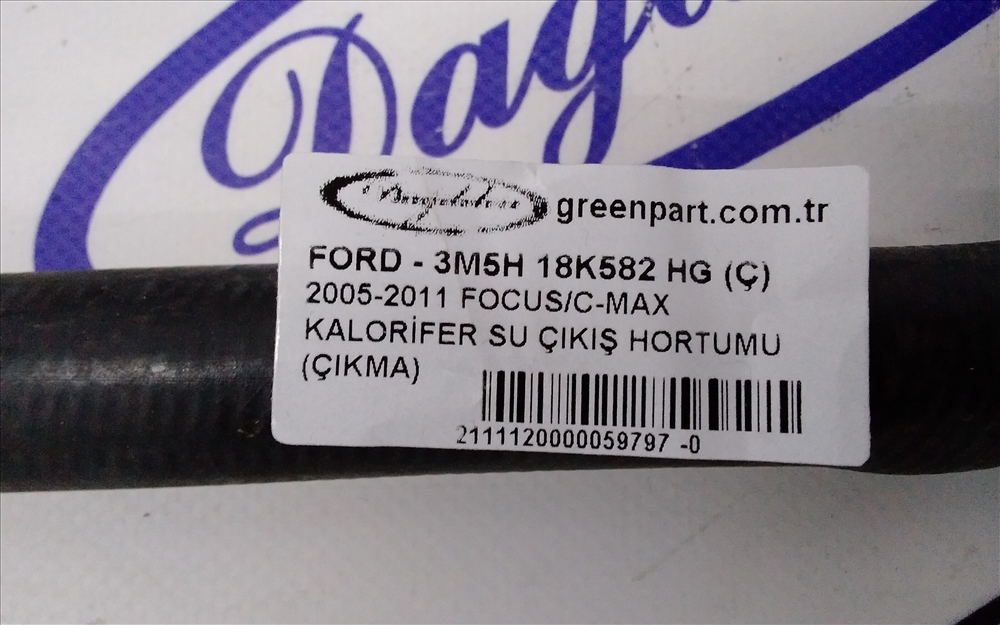 greenpart.com.tr
FORD - 3M5H 18K582 HG (Ç)
2005-2011 FOCUS/C-MAX
KALORİFER SU ÇIKIŞ HORTUMU
(ÇIKMA)
2111120000059797 -0